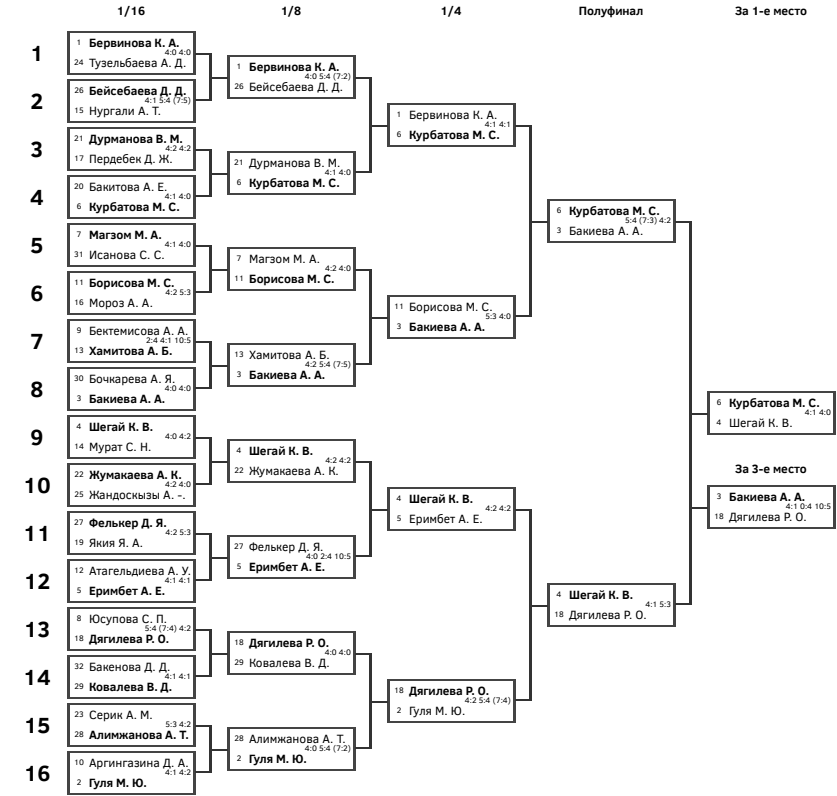 1/16
1/8
1/4
Полуфинал
За 1-е место
1
1 Бервинова К. А.
4:0 4:0
24 Тузельбаева А. Д.
2
26 Бейсебаева Д. Д.
4:1 5:4 (7:5)
15 Нургали А. Т.
3
21 Дурманова В. М.
4:2 4:2
17 Пердебек Д. Ж.
4
20 Бакитова А. Е.
4:1 4:0
6 Курбатова М. С.
5
7 Магзом М. А.
4:1 4:0
31 Исанова С. С.
6
11 Борисова М. С.
4:2 5:3
16 Мороз А. А.
7
9 Бектемисова А. А.
2:4 4:1 10:5
13 Хамитова А. Б.
8
30 Бочкарева А. Я.
4:0 4:0
3 Бакиева А. А.
9
4 Шегай К. В.
4:0 4:2
14 Мурат С. Н.
10
22 Жумакаева А. К.
4:2 4:0
25 Жандоскызы А. -.
11
27 Фелькер Д. Я.
4:2 5:3
19 Якия Я. А.
12
12 Атагельдиева А. У.
4:1 4:1
5 Еримбет А. Е.
13
8 Юсупова С. П.
5:4 (7:4) 4:2
18 Дягилева Р. О.
14
32 Бакенова Д. Д.
4:1 4:1
29 Ковалева В. Д.
15
23 Серик А. М.
5:3 4:2
28 Алимжанова А. Т.
16
10 Аргингазина Д. А.
4:1 4:2
2 Гуля М. Ю.
1 Бервинова К. А.
4:0 5:4 (7:2)
26 Бейсебаева Д. Д.
21 Дурманова В. М.
4:1 4:0
6 Курбатова М. С.
7 Магзом М. А.
4:2 4:0
11 Борисова М. С.
13 Хамитова А. Б.
4:2 5:4 (7:5)
3 Бакиева А. А.
4 Шегай К. В.
4:2 4:2
22 Жумакаева А. К.
27 Фелькер Д. Я.
4:0 2:4 10:5
5 Еримбет А. Е.
18 Дягилева Р. О.
4:0 4:0
29 Ковалева В. Д.
28 Алимжанова А. Т.
4:0 5:4 (7:2)
2 Гуля М. Ю.
1 Бервинова К. А.
4:1 4:1
6 Курбатова М. С.
11 Борисова М. С.
5:3 4:0
3 Бакиева А. А.
4 Шегай К. В.
4:2 4:2
5 Еримбет А. Е.
18 Дягилева Р. О.
4:2 5:4 (7:4)
2 Гуля М. Ю.
6 Курбатова М. С.
5:4 (7:3) 4:2
3 Бакиева А. А.
4 Шегай К. В.
4:1 5:3
18 Дягилева Р. О.
6 Курбатова М. С.
4:1 4:0
4 Шегай К. В.
За 3-е место
3 Бакиева А. А.
4:1 0:4 10:5
18 Дягилева Р. О.